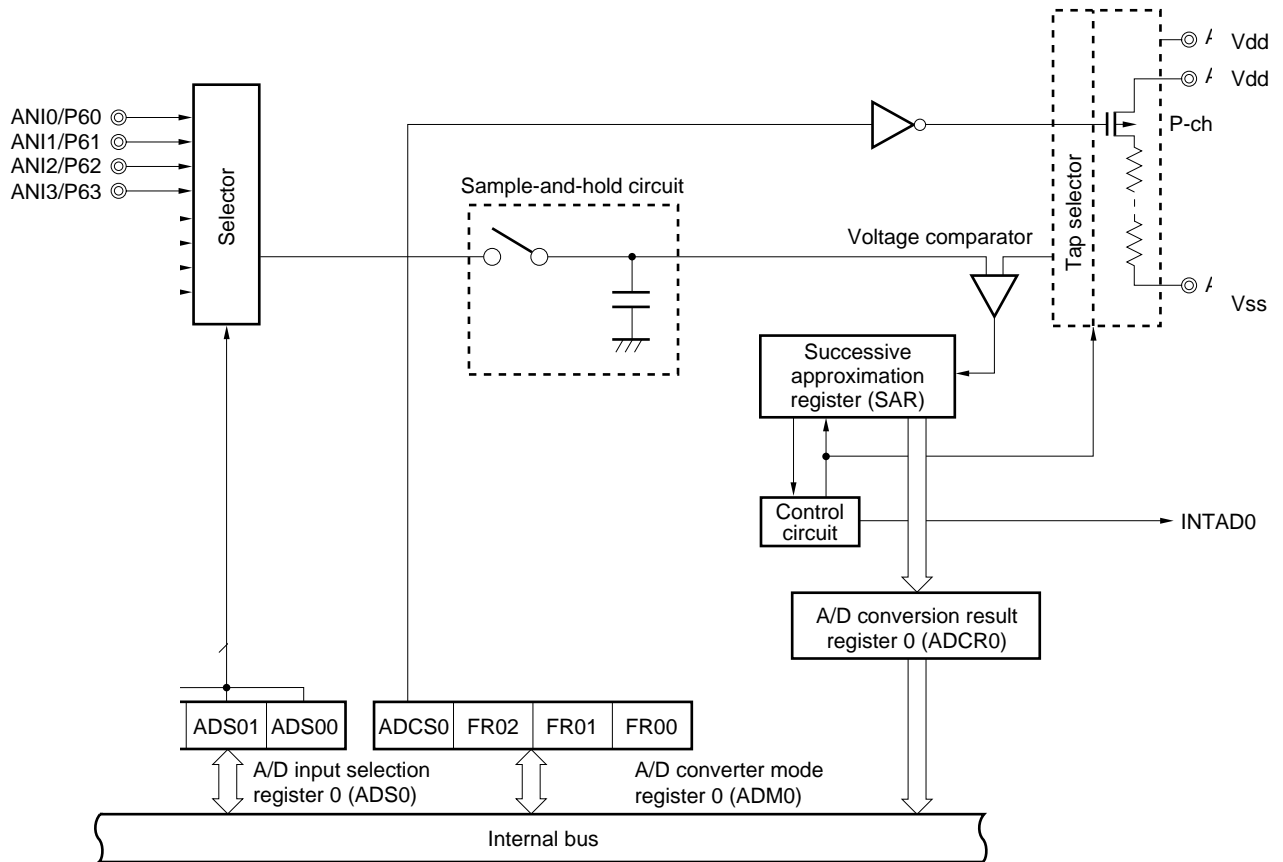 Vdd
Vdd
P-ch
Vss
ANI0/P60
ANI1/P61
ANI2/P62
ANI3/P63
Selector
Sample-and-hold circuit
Voltage comparator
Tap selector
Successive
approximation
register (SAR)
Control
circuit
INTAD0
A/D conversion result
register 0 (ADCR0)
ADS01 ADS00
ADCS0 FR02 FR01 FR00
A/D input selection
register 0 (ADS0)
A/D converter mode
register 0 (ADM0)
Internal bus